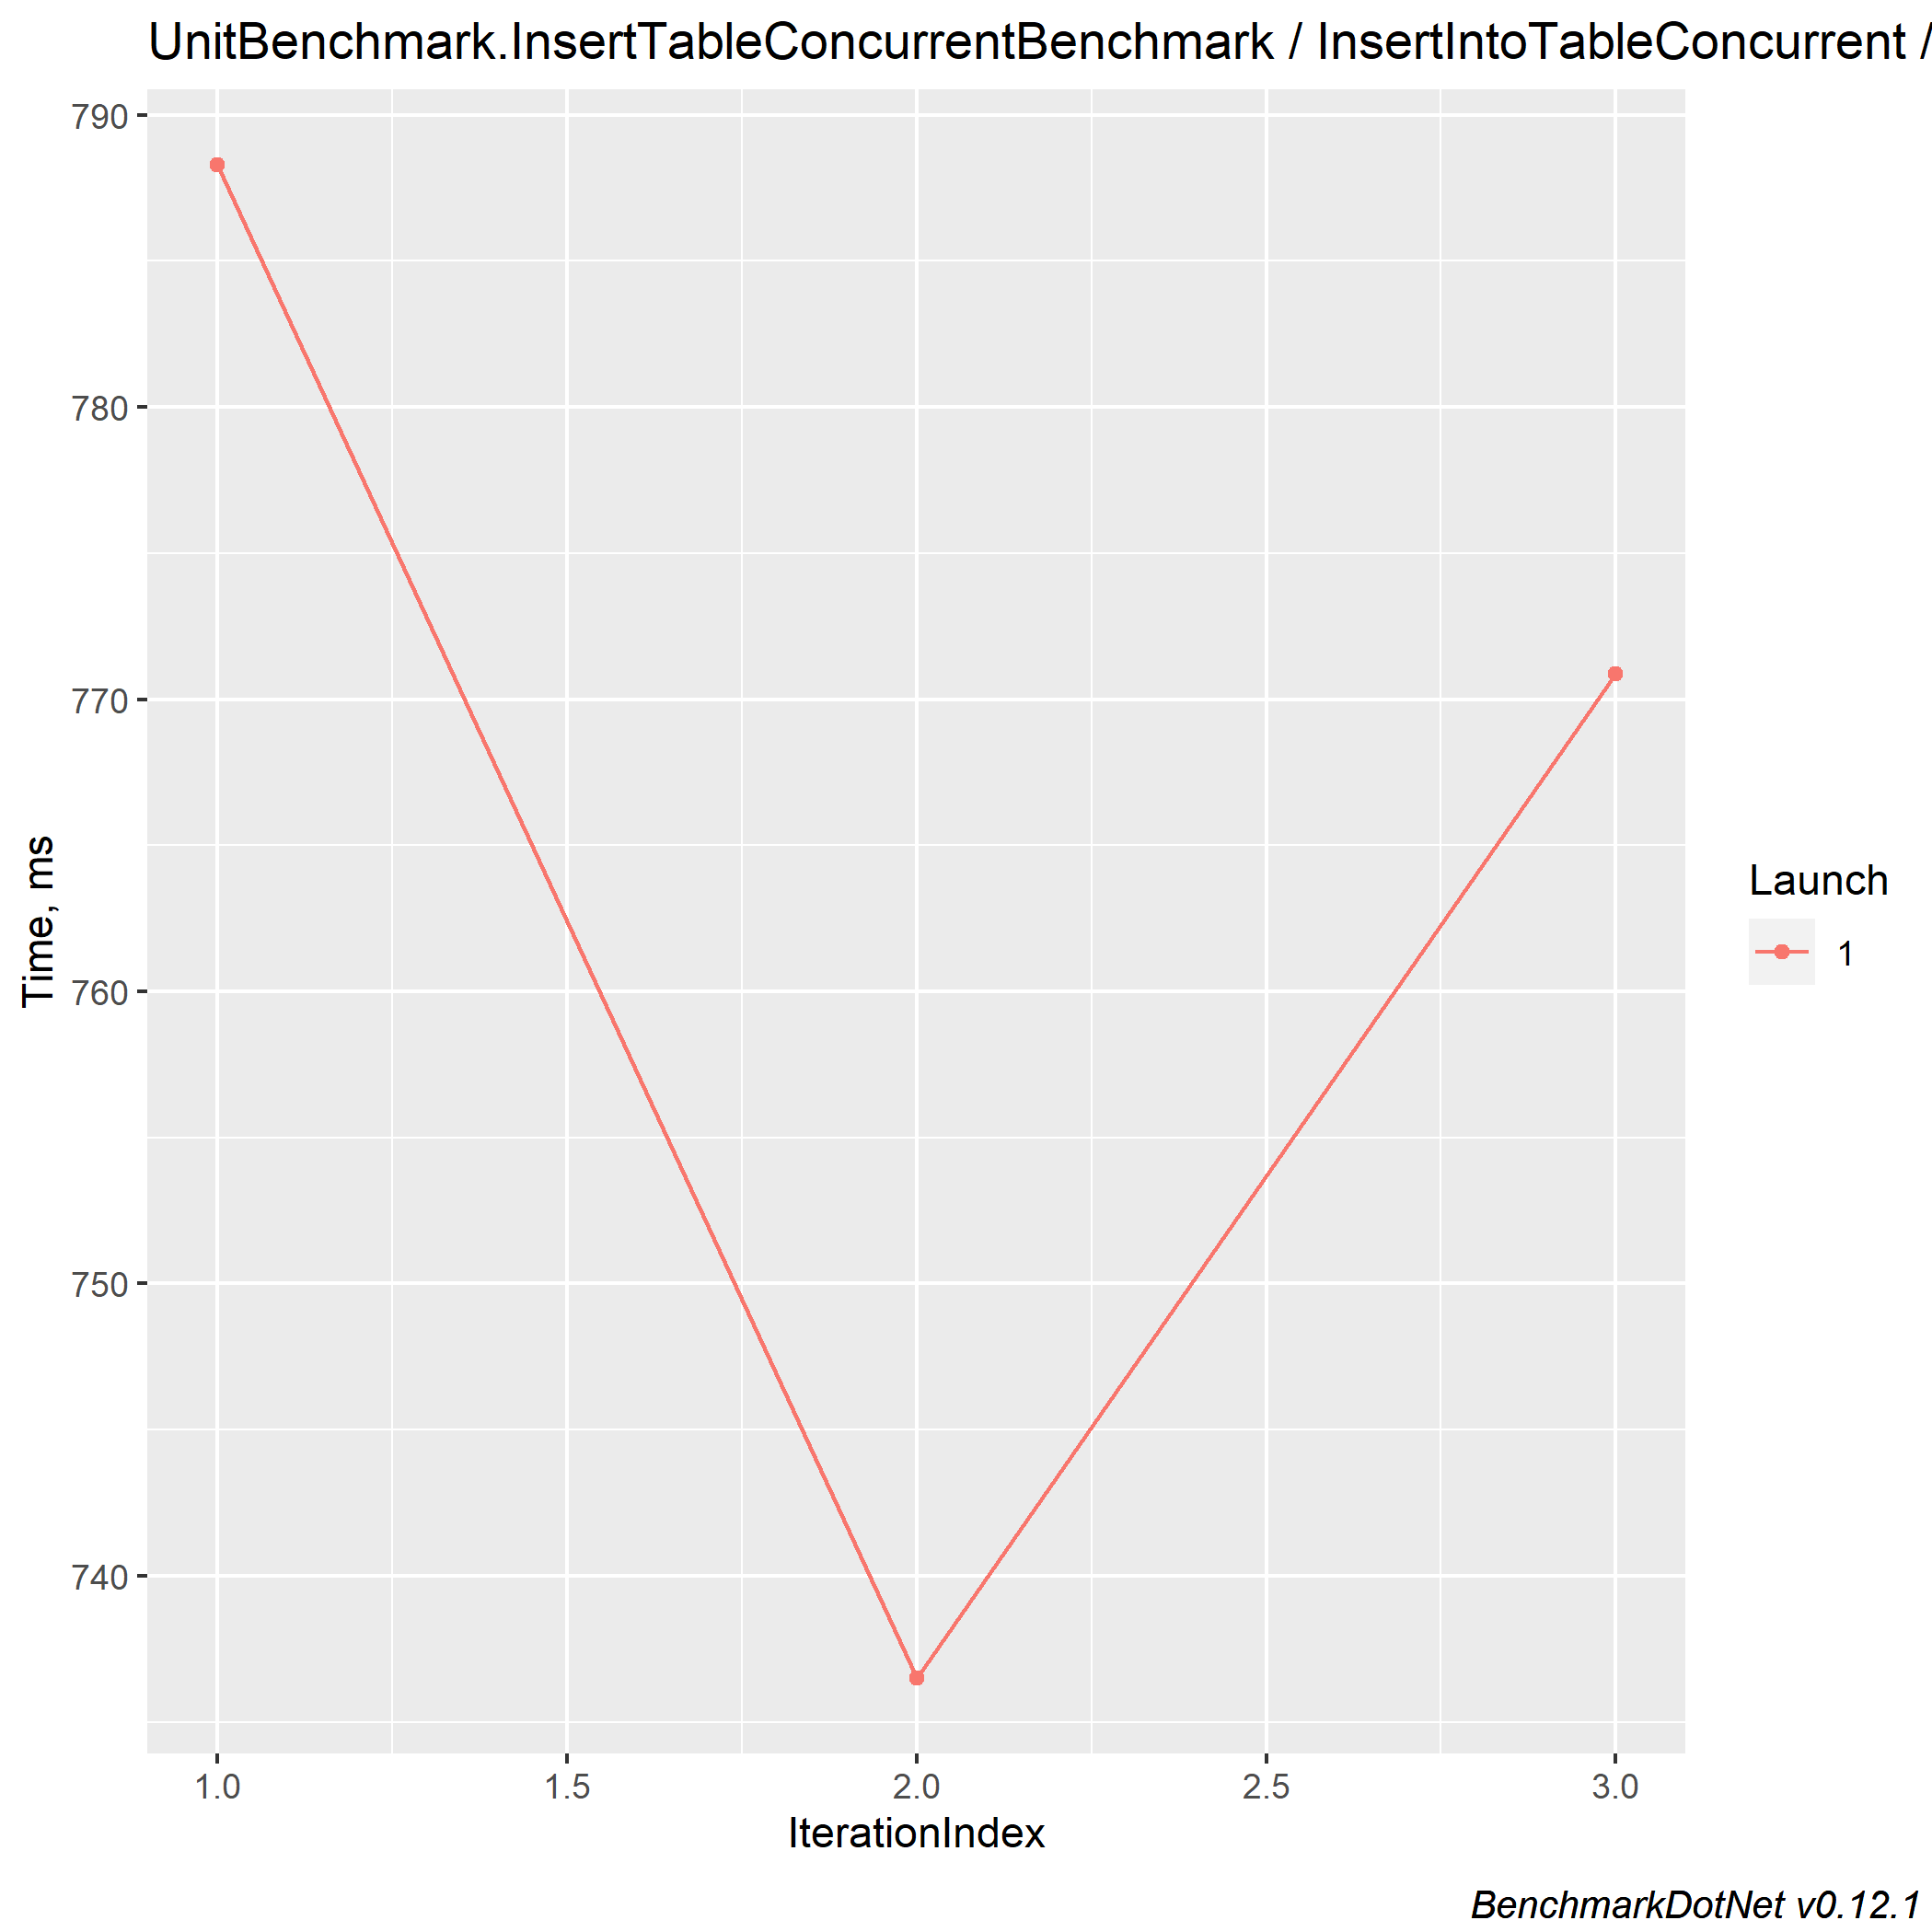 UnitBenchmark.InsertTableConcurrentBenchmark / InsertIntoTableConcurrent /
790
780
770
760
750
740
Time, ms
1.0 1.5 2.0 2.5 3.0
IterationIndex
Launch
1
BenchmarkDotNet v0.12.1